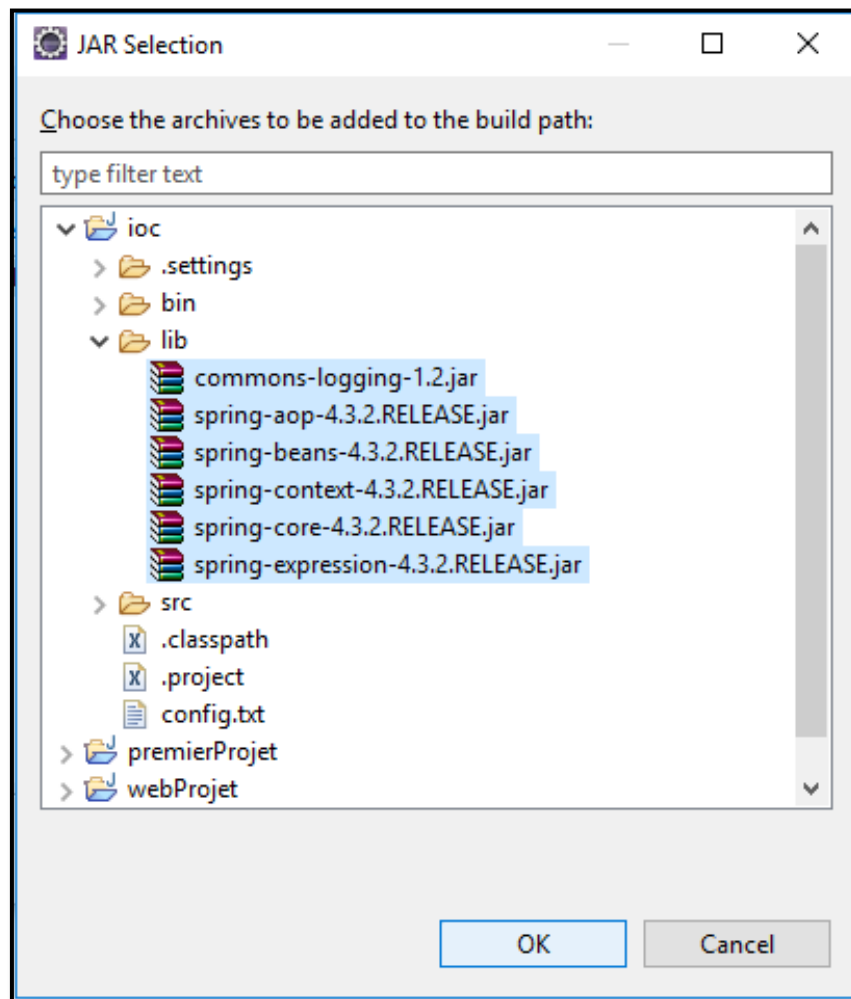 JAR Selection
Choose the archives to be added to the build path:
type filter text
ioc
.settings
bin
lib
commons-logging-1.2.jar
spring-aop-4.3.2.RELEASE.jar
spring-beans-4.3.2.RELEASE.jar
spring-context-4.3.2.RELEASE.jar
spring-core-4.3.2.RELEASE.jar
spring-expression-4.3.2.RELEASE.jar
src
.classpath
.project
config.txt
premierProjet
webProjet
OK Cancel